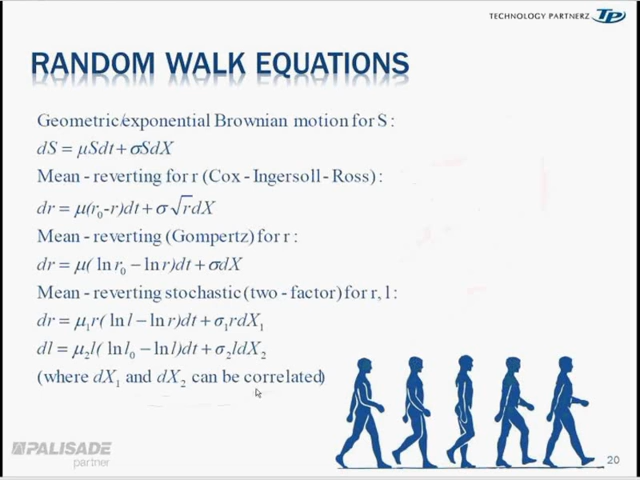 TECHNOLOGY PARTNERZ TP
RANDOM WALK EQUATIONS
Geometric/exponential Brownian motion for S :
dS = μSdt + σSdX
Mean - reverting for r (Cox - Ingersoll - Ross) :
dr = μ(r₀-r)dt + σ√rdX
Mean - reverting (Gompertz) for r :
dr = μ( ln r₀ − ln r)dt + σdX
Mean - reverting stochastic (two - factor) for r, l :
dr = μ₁r( ln l − ln r)dt + σ₁rdX₁
dl = μ₂l( ln l₀ − ln l)dt + σ₂ldX₂
(where dX₁ and dX₂ can be correlated)
PALISADE
partner
20